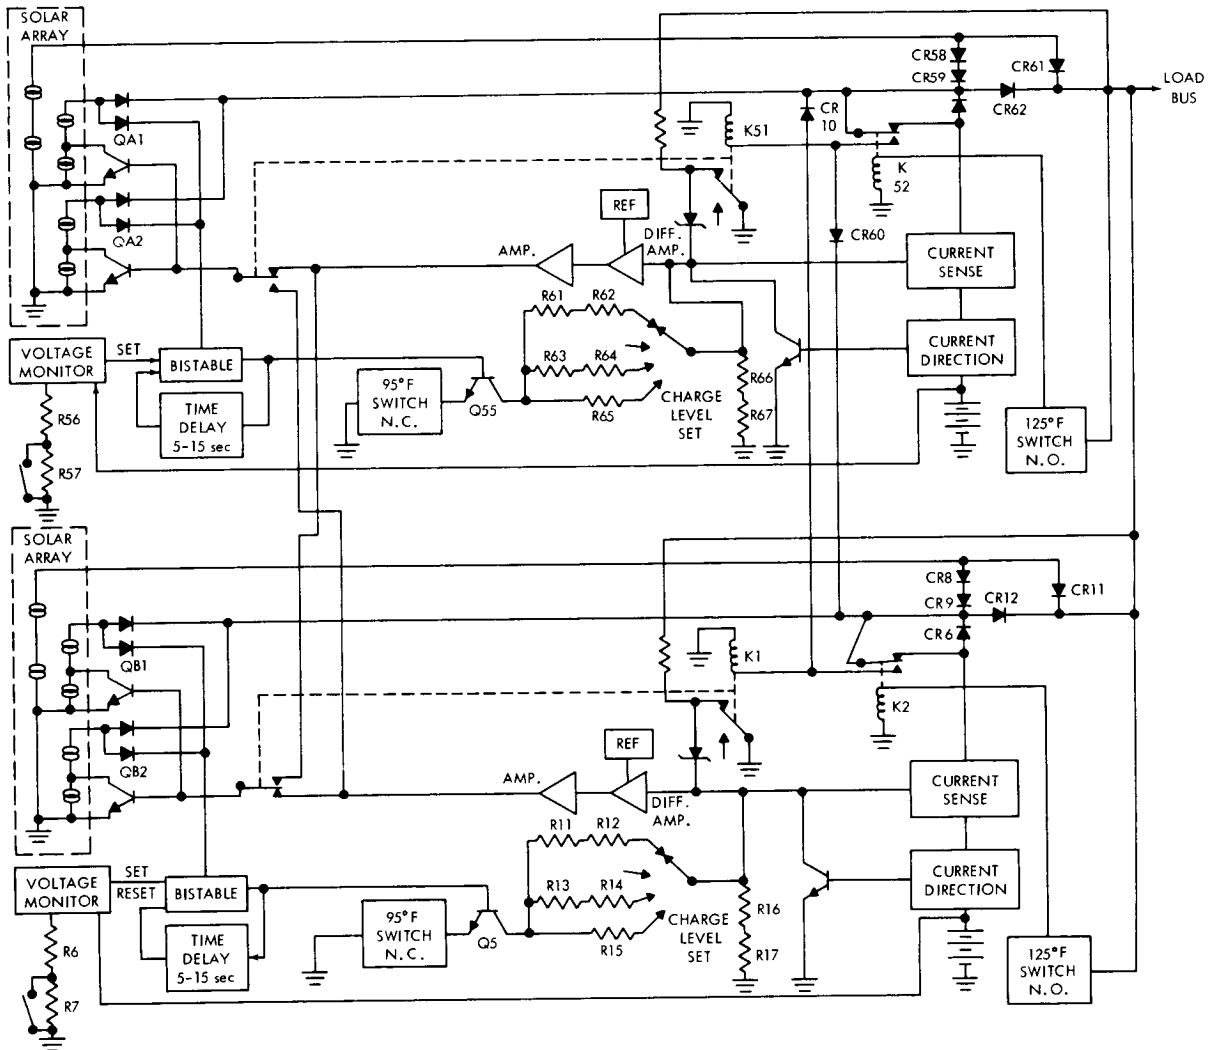 SOLAR
ARRAY
CR58
CR59
CR61
LOAD
BUS
CR62
CR
10
K51
K
52
QA1
QA2
REF
AMP.
DIFF.
AMP.
CR60
CURRENT
SENSE
CURRENT
DIRECTION
R61
R62
R63
R64
R65
R66
R67
CHARGE
LEVEL
SET
VOLTAGE
MONITOR
SET
BISTABLE
TIME
DELAY
5-15 sec
95°F
SWITCH
N.C.
Q55
125°F
SWITCH
N.O.
R56
R57
SOLAR
ARRAY
CR8
CR9
CR12
CR11
CR6
K1
K2
QB1
QB2
REF
AMP.
DIFF.
AMP.
CURRENT
SENSE
CURRENT
DIRECTION
R11
R12
R13
R14
R15
R16
R17
CHARGE
LEVEL
SET
VOLTAGE
MONITOR
SET
RESET
BISTABLE
TIME
DELAY
5-15 sec
95°F
SWITCH
N.C.
Q5
125°F
SWITCH
N.O.
R6
R7